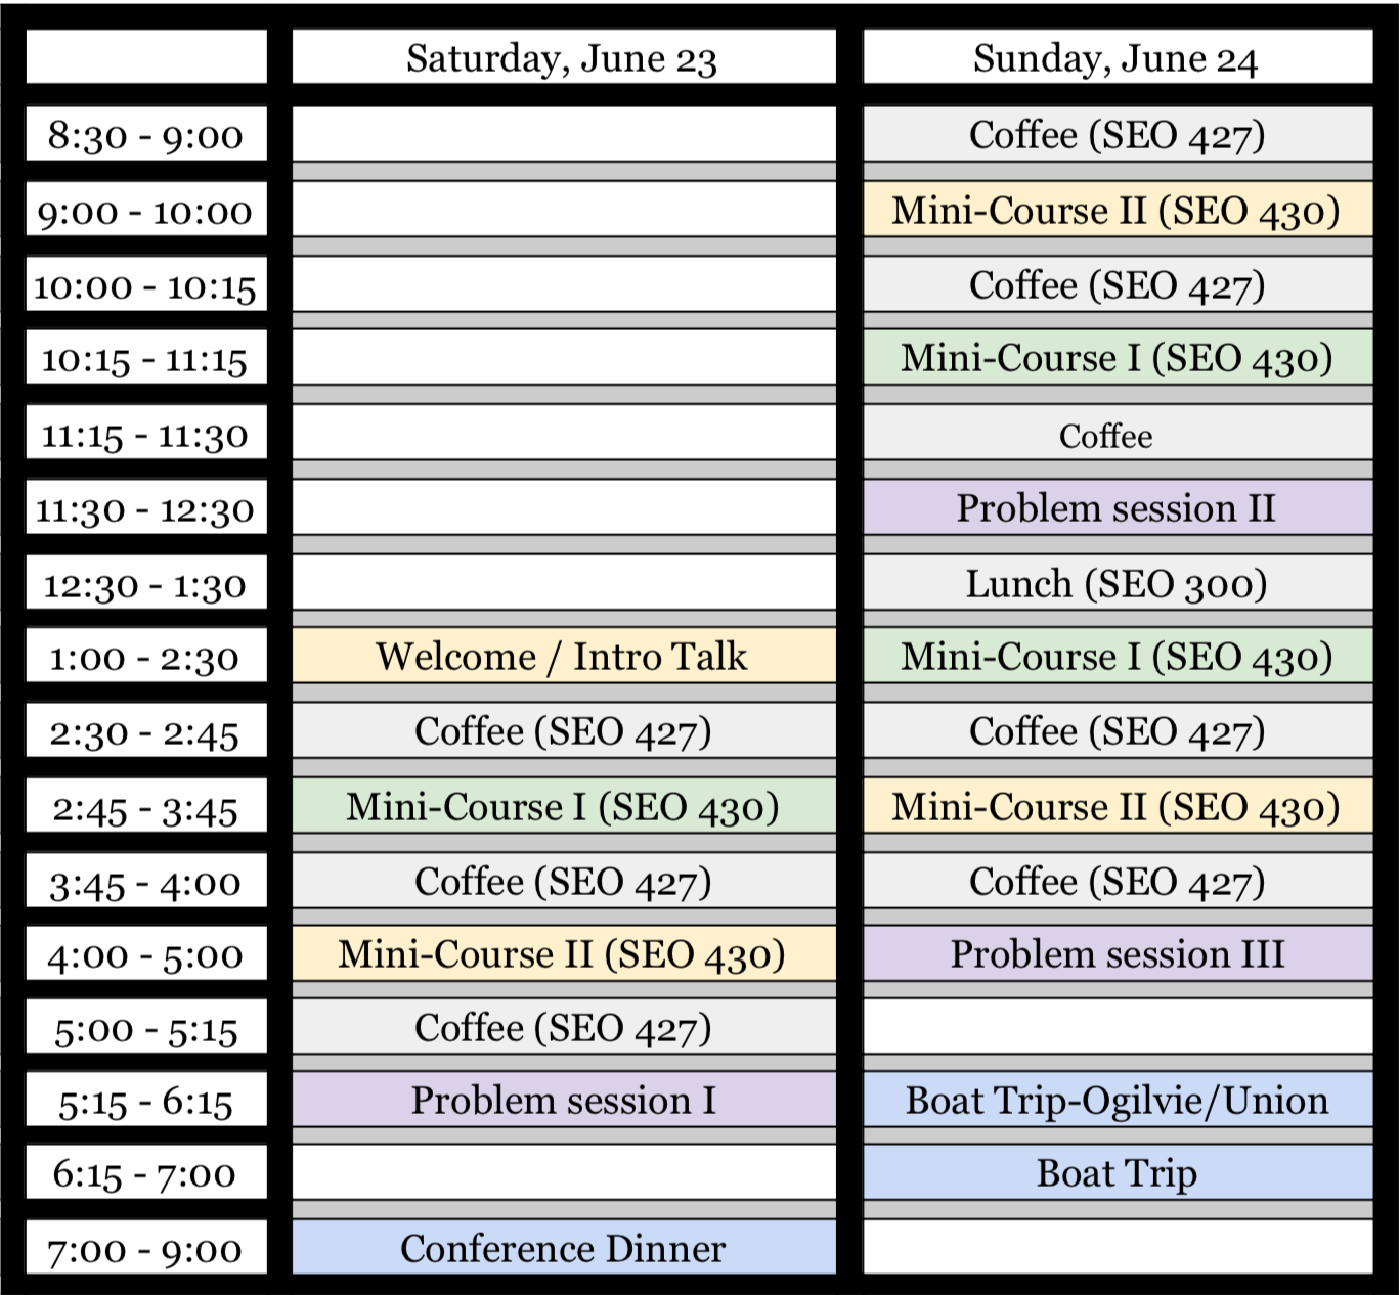 Saturday, June 23 Sunday, June 24
8:30 - 9:00 Coffee (SEO 427)
9:00 - 10:00 Mini-Course II (SEO 430)
10:00 - 10:15 Coffee (SEO 427)
10:15 - 11:15 Mini-Course I (SEO 430)
11:15 - 11:30 Coffee
11:30 - 12:30 Problem session II
12:30 - 1:30 Lunch (SEO 300)
1:00 - 2:30 Welcome / Intro Talk Mini-Course I (SEO 430)
2:30 - 2:45 Coffee (SEO 427) Coffee (SEO 427)
2:45 - 3:45 Mini-Course I (SEO 430) Mini-Course II (SEO 430)
3:45 - 4:00 Coffee (SEO 427) Coffee (SEO 427)
4:00 - 5:00 Mini-Course II (SEO 430) Problem session III
5:00 - 5:15 Coffee (SEO 427)
5:15 - 6:15 Problem session I Boat Trip-Ogilvie/Union
6:15 - 7:00 Boat Trip
7:00 - 9:00 Conference Dinner